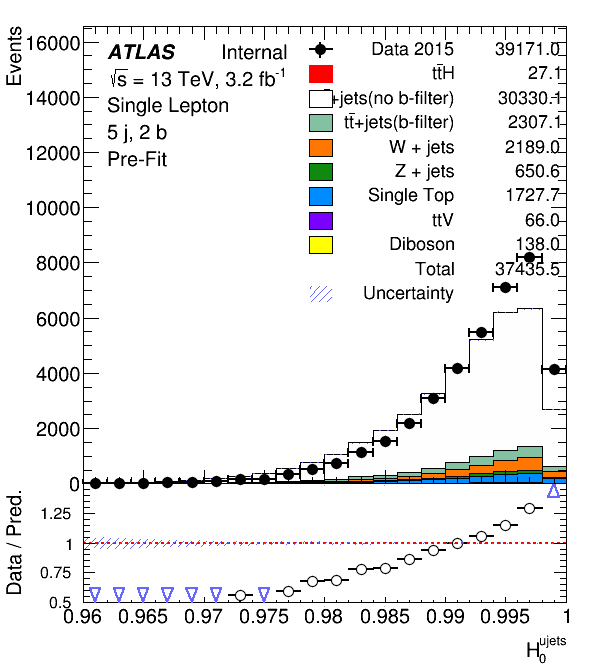 Events
16000
14000
12000
10000
8000
6000
4000
2000
0
ATLAS Internal
√s = 13 TeV, 3.2 fb-1
Single Lepton
5 j, 2 b
Pre-Fit
Data 2015 39171.0
tt̄H 27.1
+jets(no b-filter) 30330.1
tt̄+jets(b-filter) 2307.1
W + jets 2189.0
Z + jets 650.6
Single Top 1727.7
ttV 66.0
Diboson 138.0
Total 37435.5
Uncertainty
Data / Pred.
1.25
1
0.75
0.5
0.96 0.965 0.97 0.975 0.98 0.985 0.99 0.995 1
H0ujets